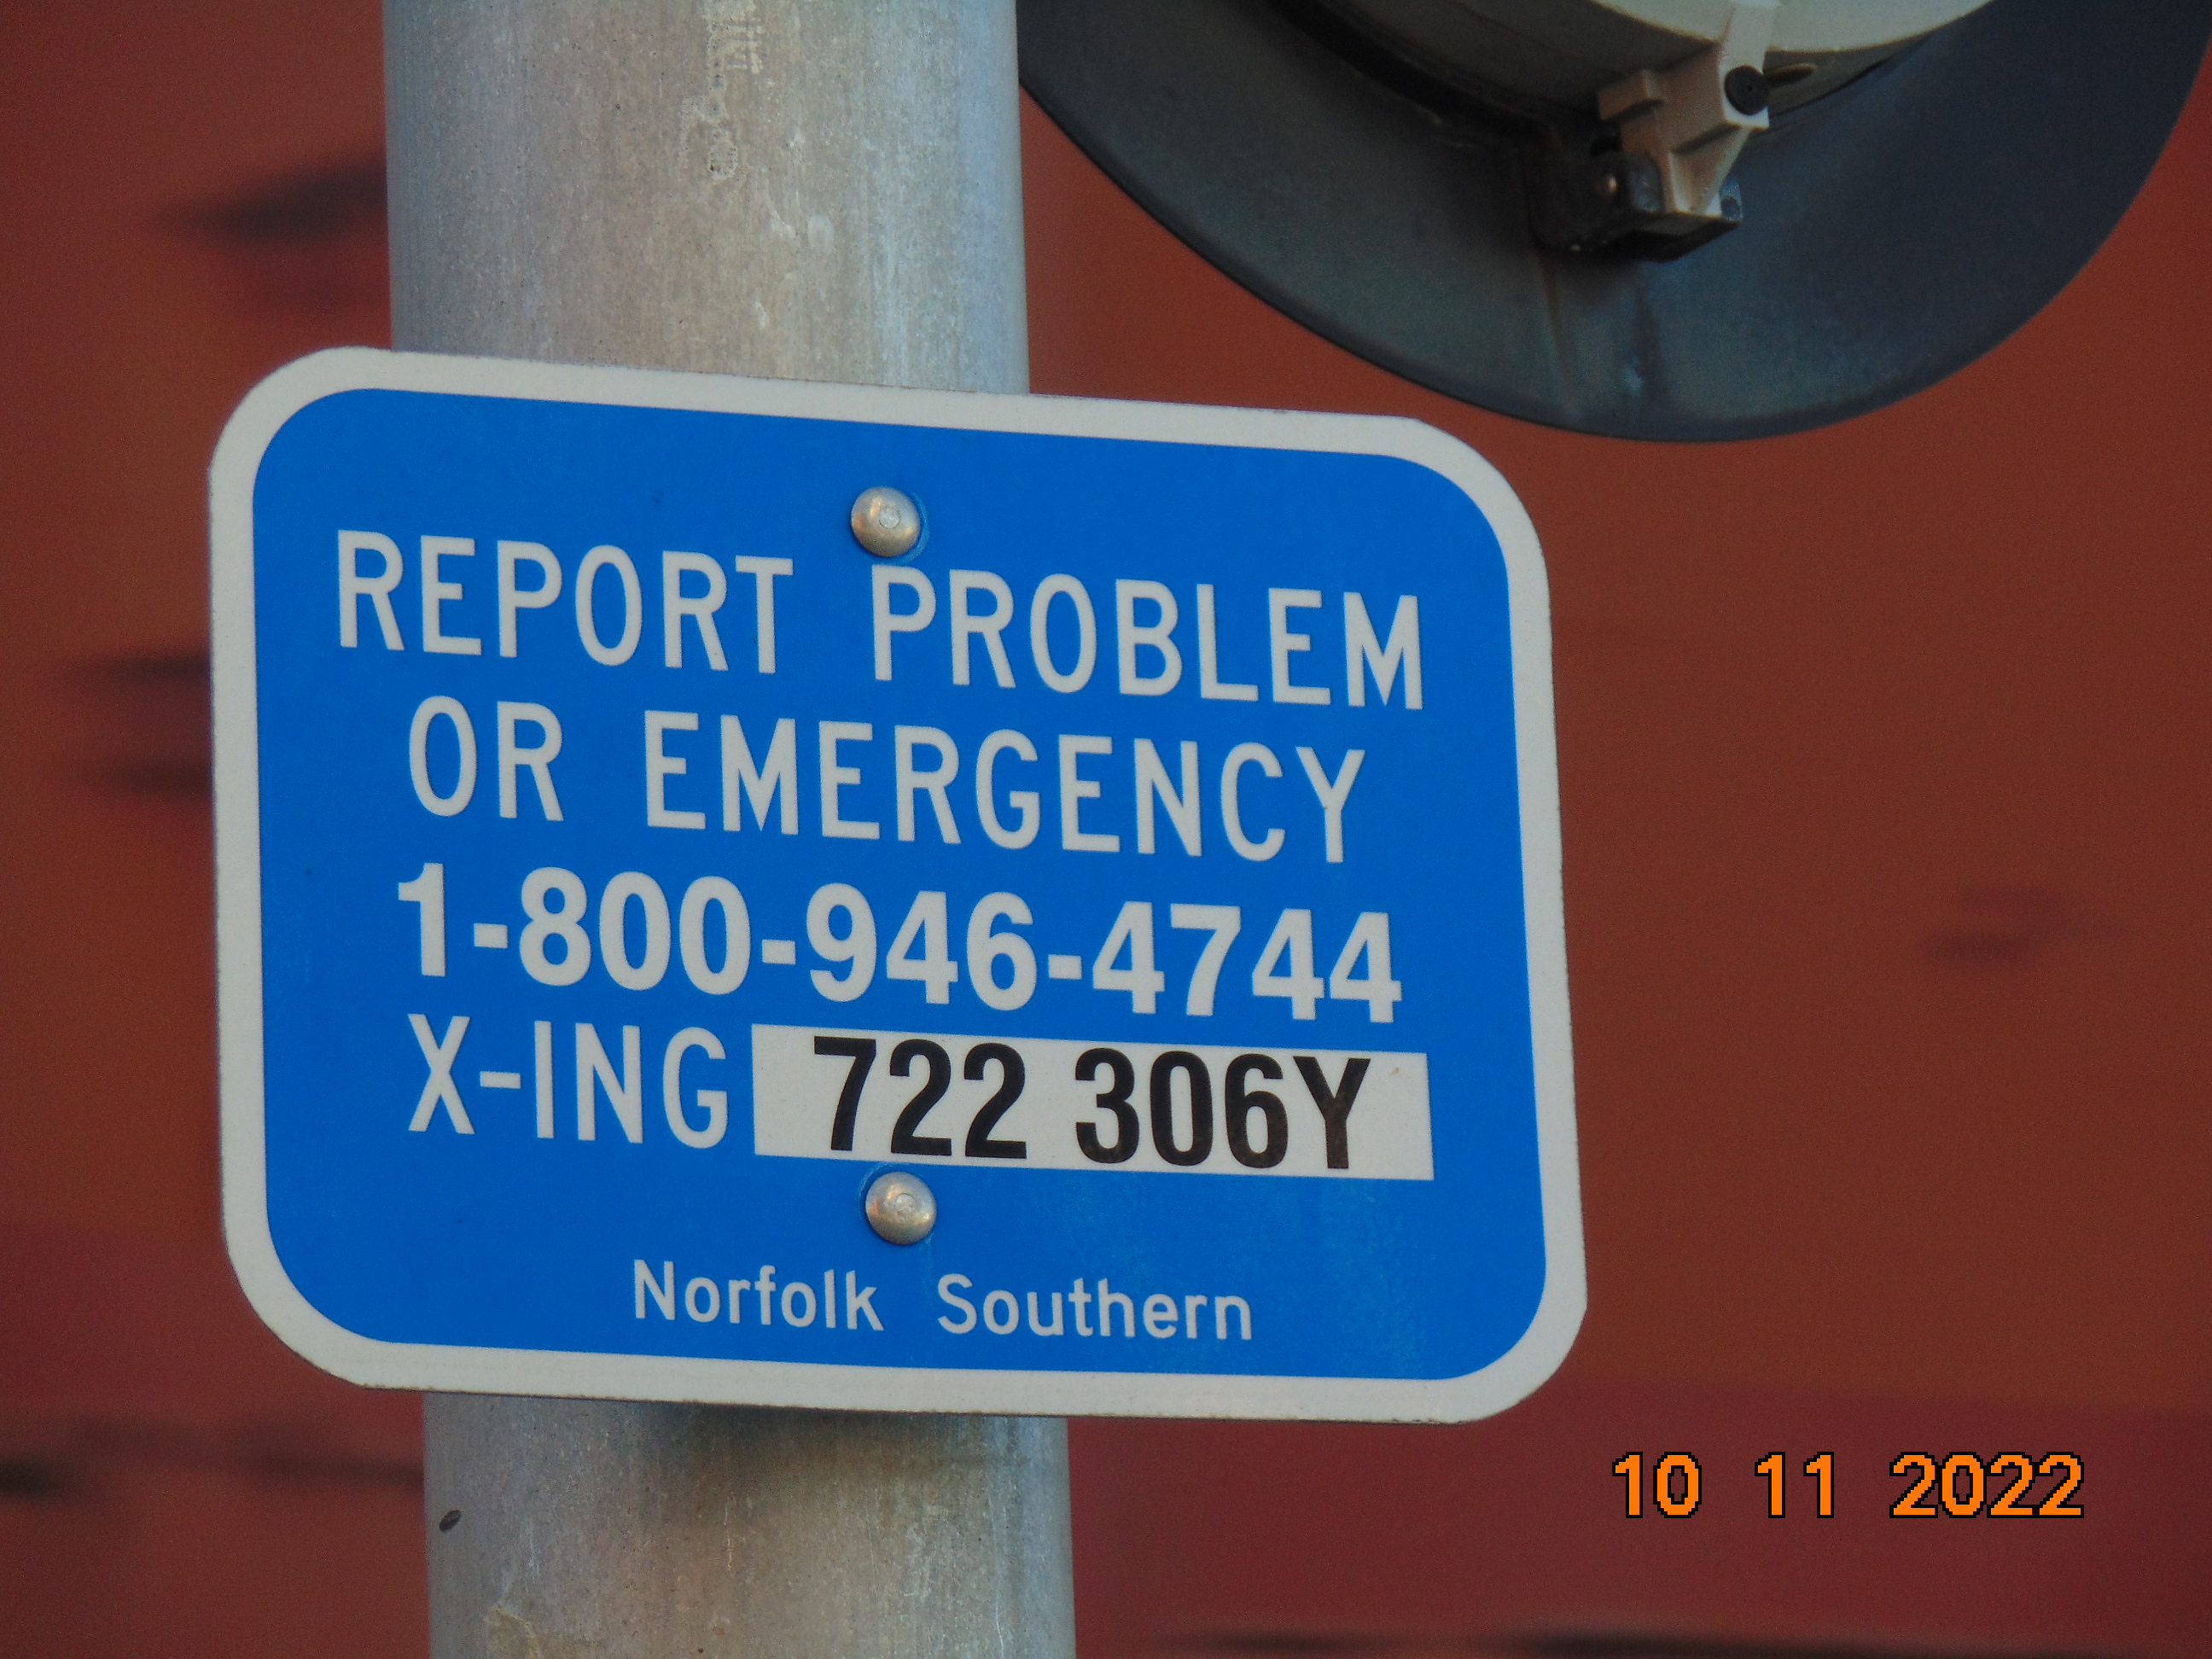 REPORT PROBLEM
OR EMERGENCY
1-800-946-4744
X-ING 722 306Y
Norfolk Southern
10 11 2022